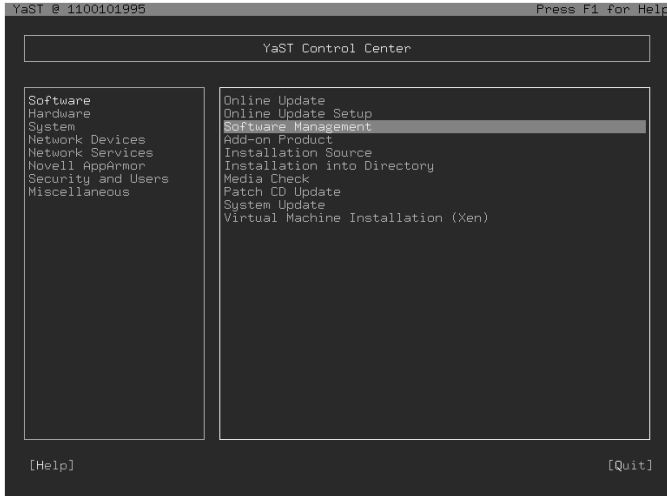 YaST @ 1100101995 Press F1 for Help
YaST Control Center
Software
Hardware
System
Network Devices
Network Services
Novell AppArmor
Security and Users
Miscellaneous
Online Update
Online Update Setup
Software Management
Add-on Product
Installation Source
Installation into Directory
Media Check
Patch CD Update
System Update
Virtual Machine Installation (Xen)
[Help] [Quit]